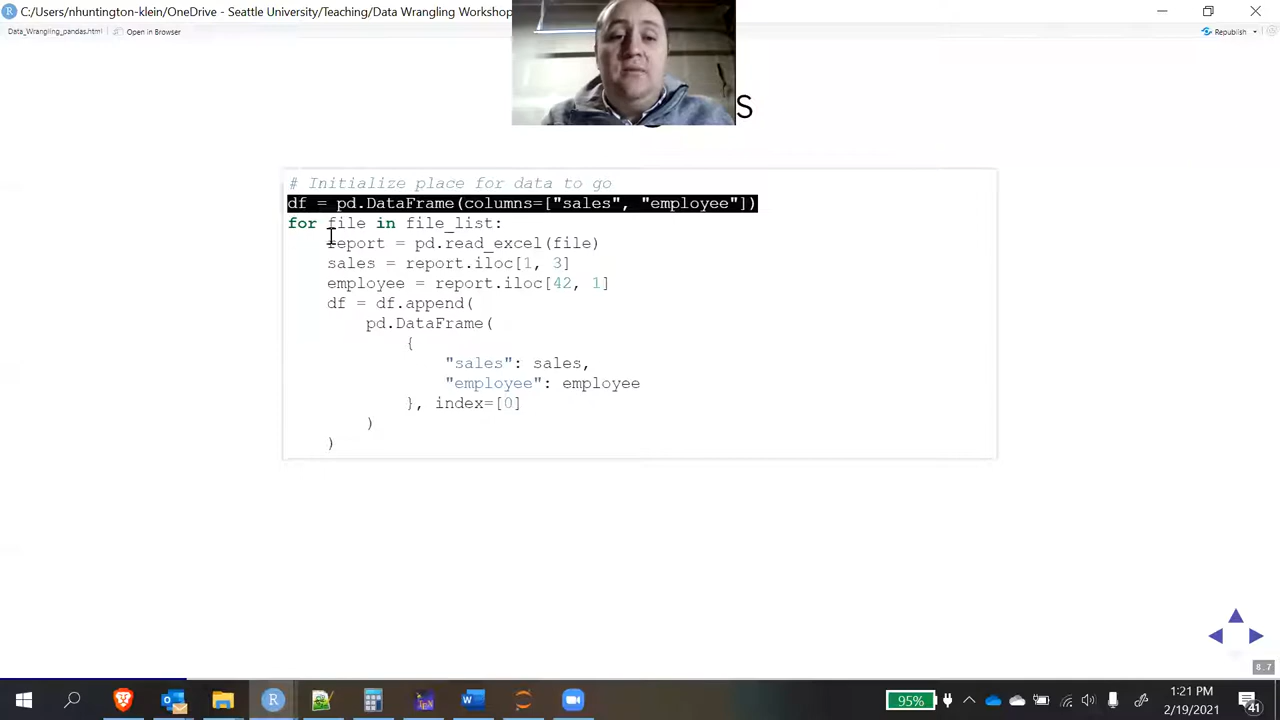 C:/Users/nhuntington-klein/OneDrive - Seattle University/Teaching/Data Wrangling Workshop
Data_Wrangling_pandas.html
Open in Browser
Republish
s
# Initialize place for data to go
df = pd.DataFrame(columns=["sales", "employee"])
for file in file_list:
    report = pd.read_excel(file)
    sales = report.iloc[1, 3]
    employee = report.iloc[42, 1]
    df = df.append(
        pd.DataFrame(
            {
                "sales": sales,
                "employee": employee
            }, index=[0]
        )
    )
8.7
95%
1:21 PM
2/19/2021
41